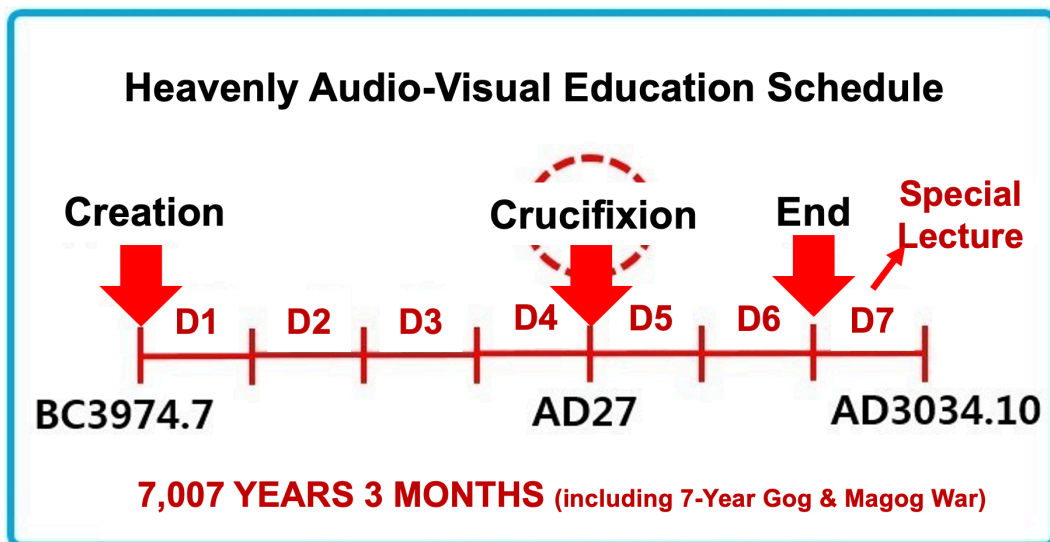 Heavenly Audio-Visual Education Schedule
Creation
Crucifixion
End
Special
Lecture
D1 D2 D3 D4 D5 D6 D7
BC3974.7 AD27 AD3034.10
7,007 YEARS 3 MONTHS (including 7-Year Gog & Magog War)